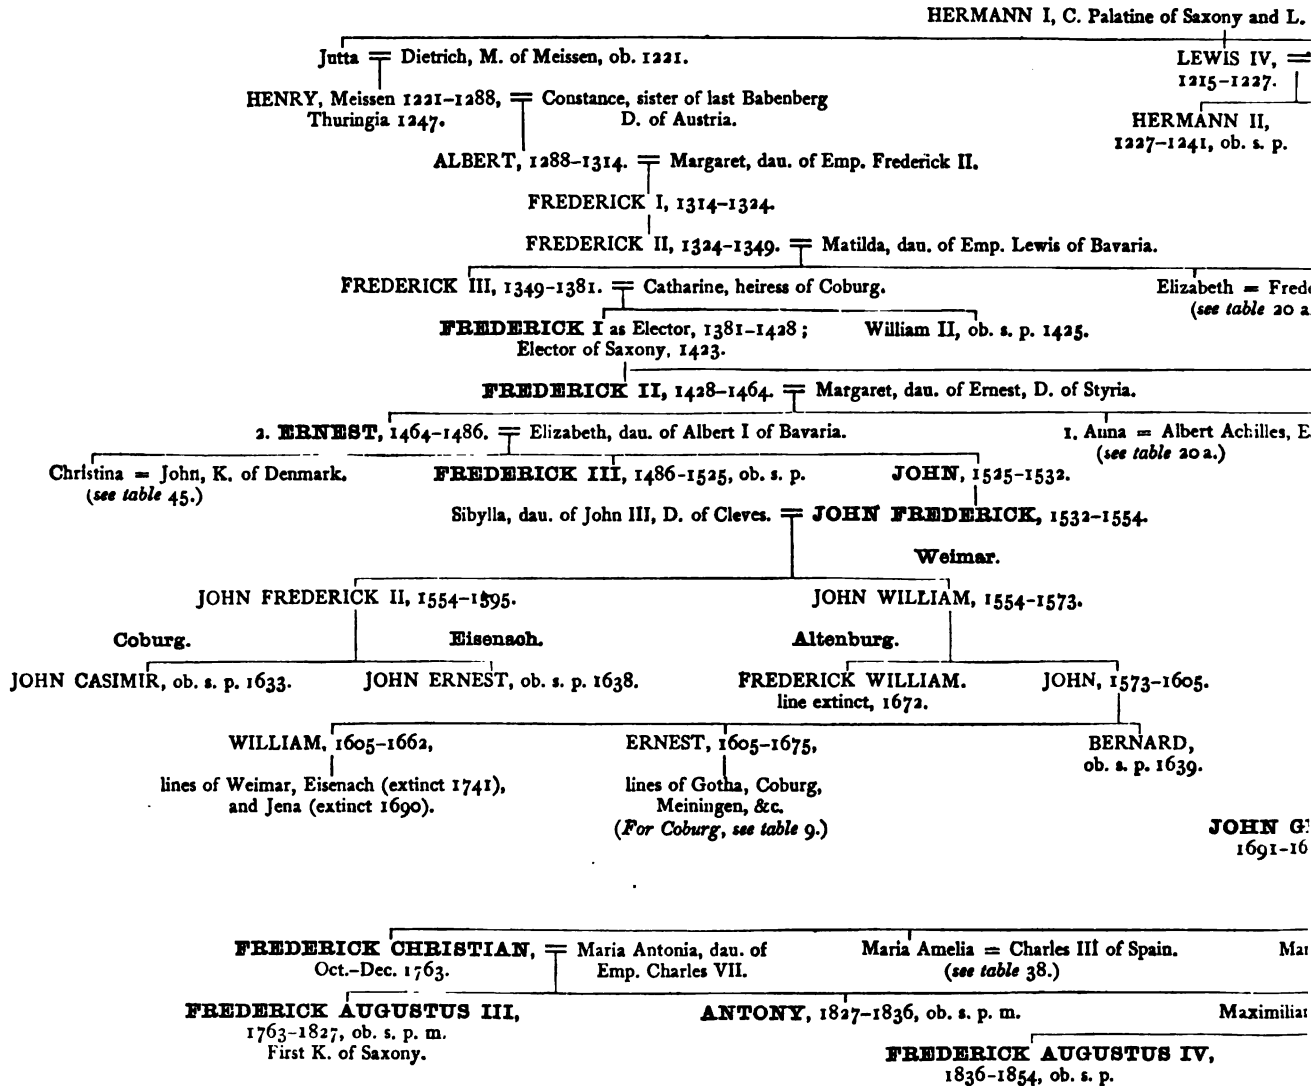 HERMANN I, C. Palatine of Saxony and L.
Jutta = Dietrich, M. of Meissen, ob. 1221.
LEWIS IV, =
1215–1227.
HENRY, Meissen 1221–1288, = Constance, sister of last Babenberg
Thuringia 1247.
D. of Austria.
HERMANN II,
1227–1241, ob. s. p.
ALBERT, 1288–1314. = Margaret, dau. of Emp. Frederick II.
FREDERICK I, 1314–1324.
FREDERICK II, 1324–1349. = Matilda, dau. of Emp. Lewis of Bavaria.
FREDERICK III, 1349–1381. = Catharine, heiress of Coburg.
Elizabeth = Frede
(see table 20 a
FREDERICK I as Elector, 1381–1428;
Elector of Saxony, 1423.
William II, ob. s. p. 1425.
FREDERICK II, 1428–1464. = Margaret, dau. of Ernest, D. of Styria.
2. ERNEST, 1464–1486. = Elizabeth, dau. of Albert I of Bavaria.
1. Anna = Albert Achilles, E
(see table 20 a.)
Christina = John, K. of Denmark.
(see table 45.)
FREDERICK III, 1486–1525, ob. s. p.
JOHN, 1525–1532.
Sibylla, dau. of John III, D. of Cleves. = JOHN FREDERICK, 1532–1554.
Weimar.
JOHN FREDERICK II, 1554–1595.
JOHN WILLIAM, 1554–1573.
Coburg.
Eisenach.
Altenburg.
JOHN CASIMIR, ob. s. p. 1633.
JOHN ERNEST, ob. s. p. 1638.
FREDERICK WILLIAM.
line extinct, 1672.
JOHN, 1573–1605.
WILLIAM, 1605–1662,
lines of Weimar, Eisenach (extinct 1741),
and Jena (extinct 1690).
ERNEST, 1605–1675,
lines of Gotha, Coburg,
Meiningen, &c.
(For Coburg, see table 9.)
BERNARD,
ob. s. p. 1639.
JOHN G
1691–16
FREDERICK CHRISTIAN, = Maria Antonia, dau. of
Oct.–Dec. 1763.
Emp. Charles VII.
Maria Amelia = Charles III of Spain.
(see table 38.)
Mar
FREDERICK AUGUSTUS III,
1763–1827, ob. s. p. m.
First K. of Saxony.
ANTONY, 1827–1836, ob. s. p. m.
Maximilian
FREDERICK AUGUSTUS IV,
1836–1854, ob. s. p.